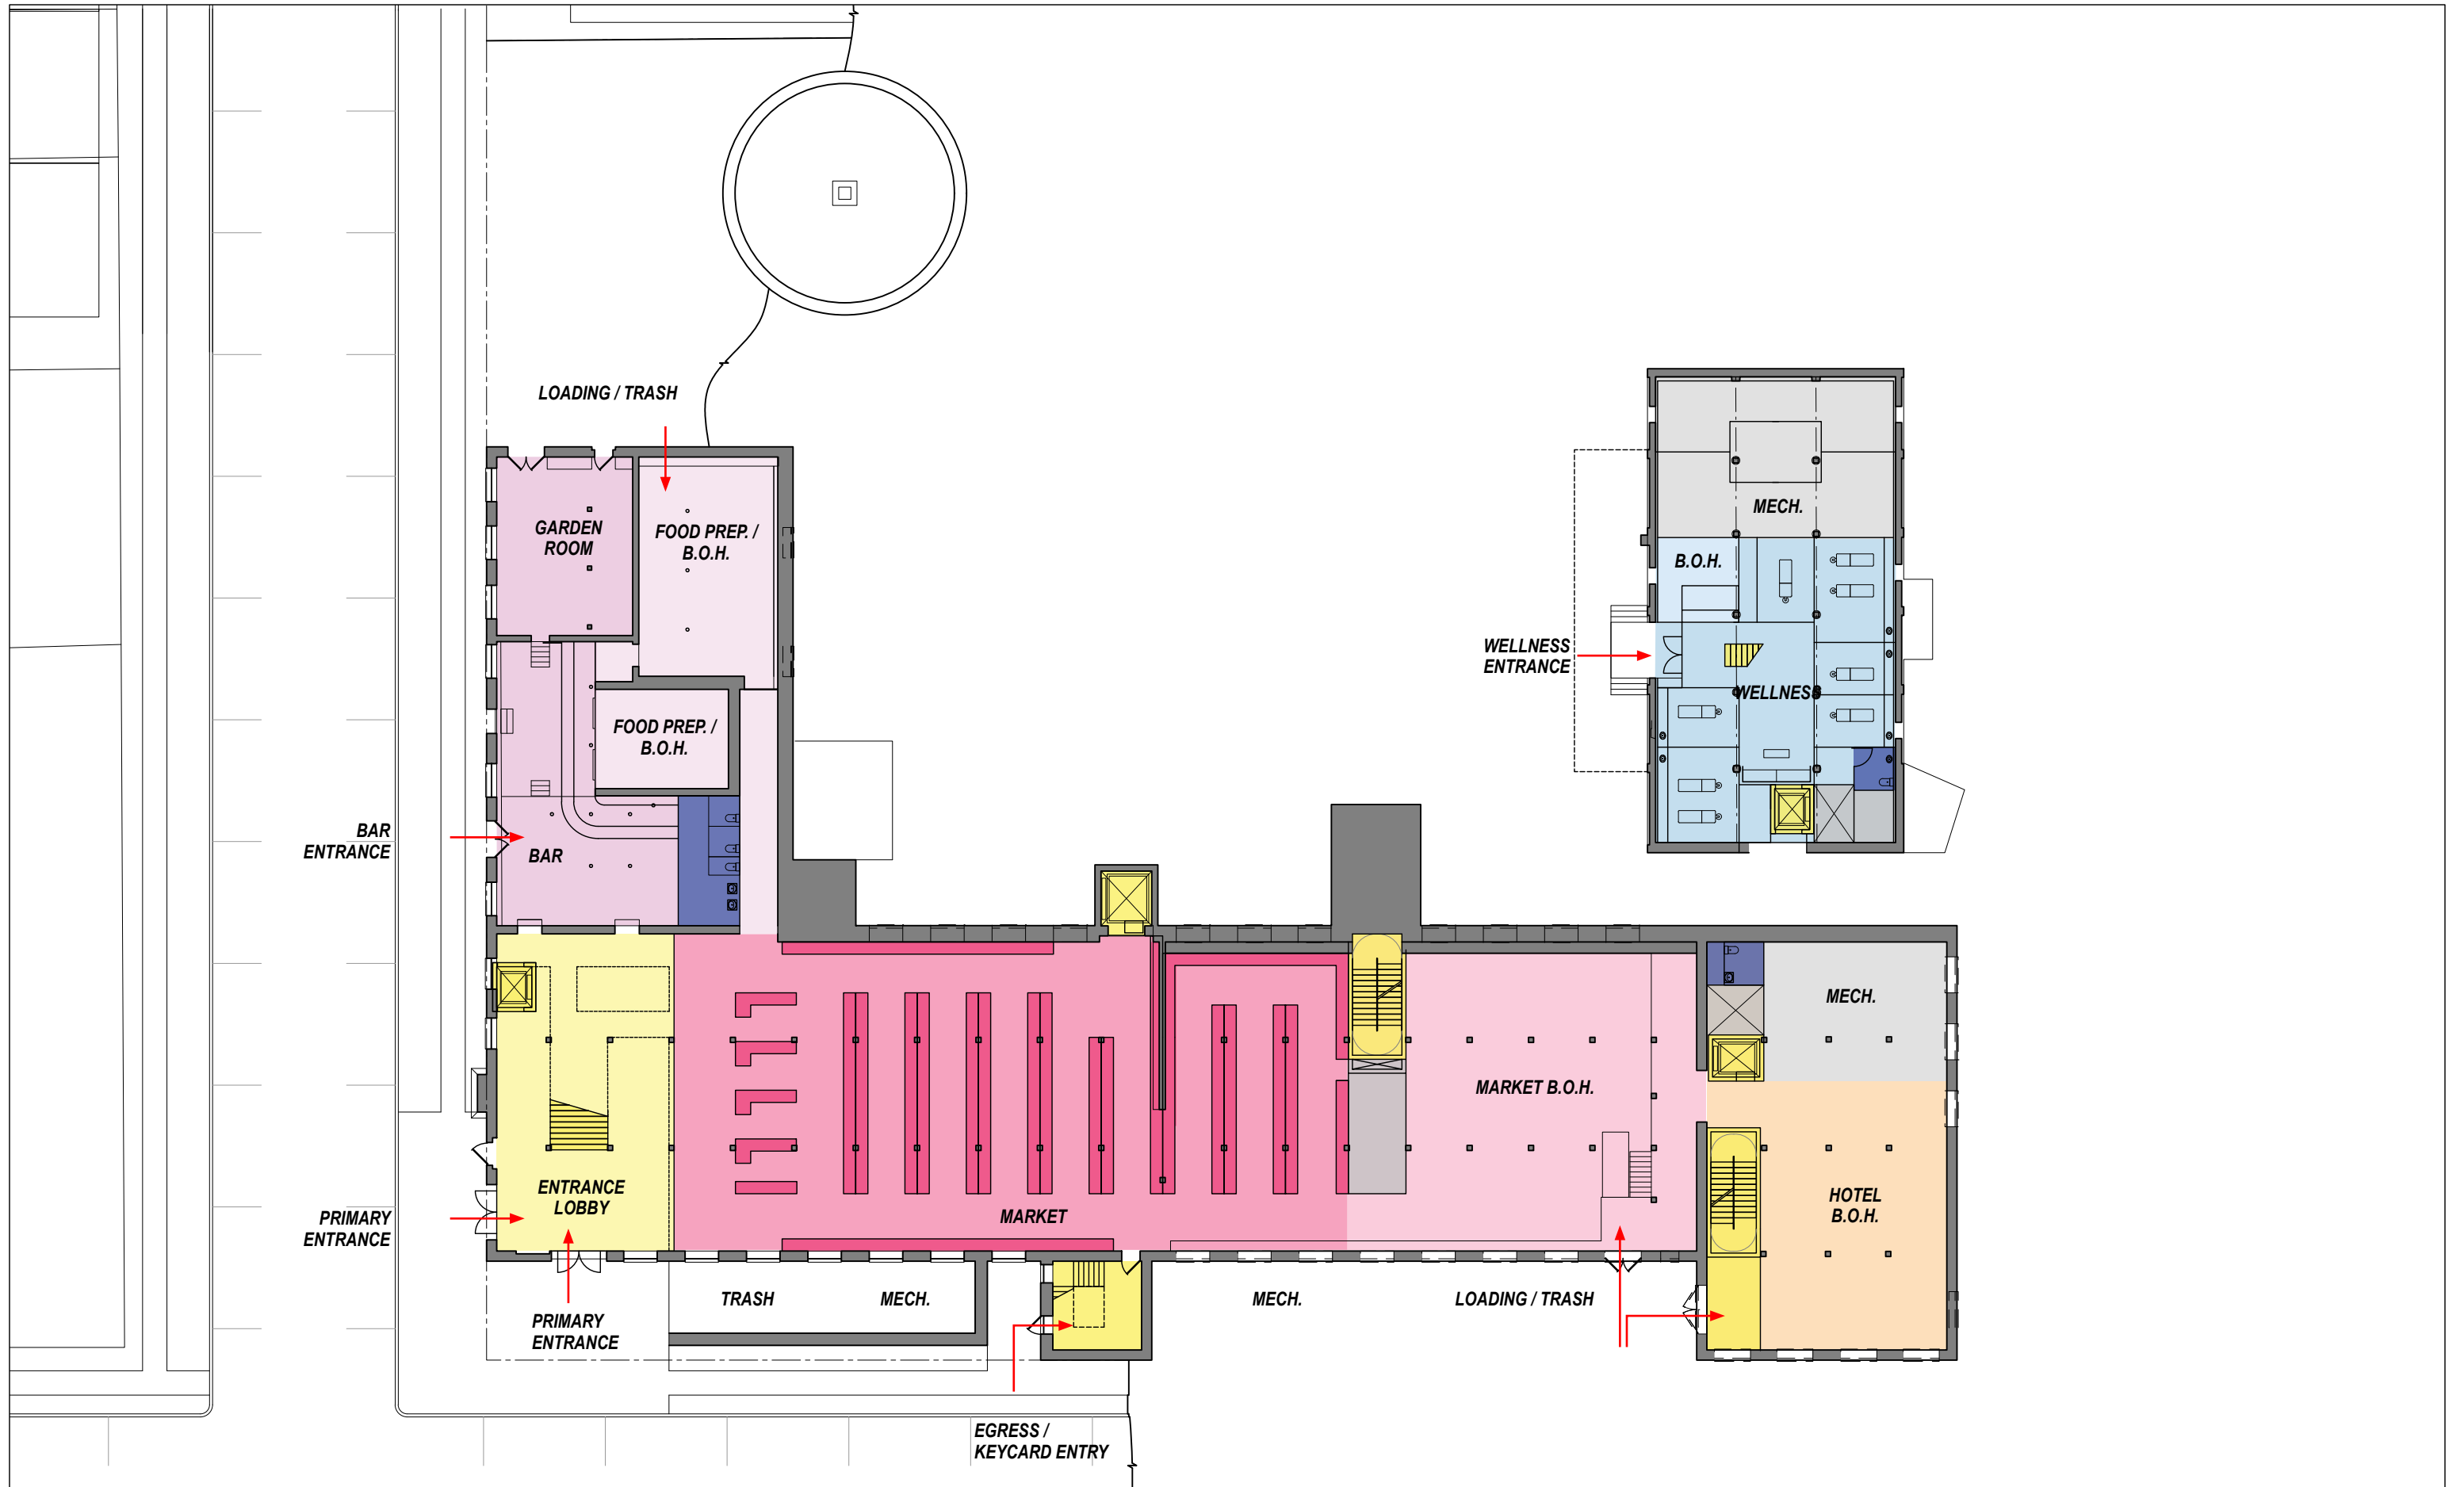 LOADING / TRASH
GARDEN
ROOM
FOOD PREP. /
B.O.H.
MECH.
B.O.H.
WELLNESS
ENTRANCE
WELLNESS
FOOD PREP. /
B.O.H.
BAR
ENTRANCE
BAR
MECH.
MARKET B.O.H.
ENTRANCE
LOBBY
HOTEL
B.O.H.
PRIMARY
ENTRANCE
MARKET
TRASH
MECH.
MECH.
LOADING / TRASH
PRIMARY
ENTRANCE
EGRESS /
KEYCARD ENTRY